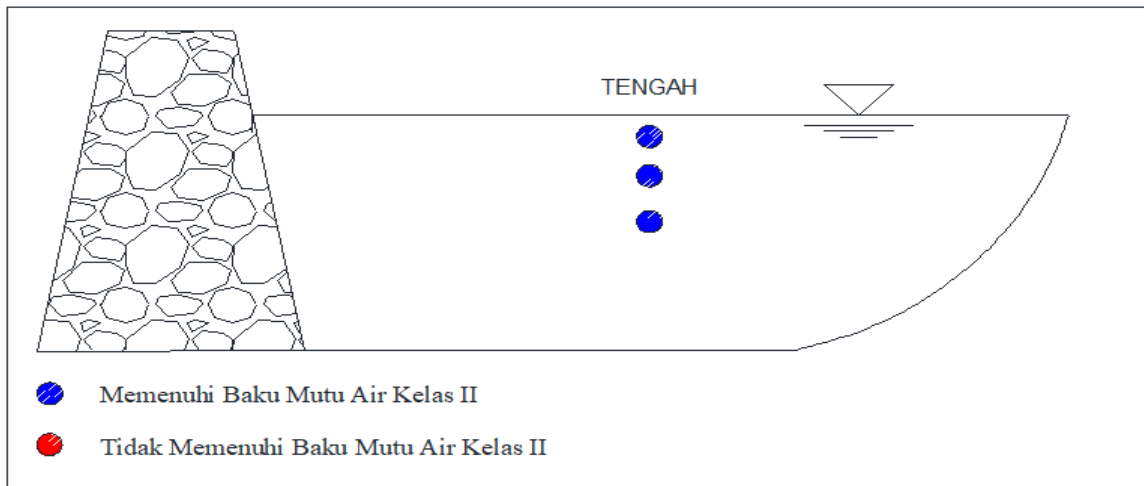 TENGAH
Memenuhi Baku Mutu Air Kelas II
Tidak Memenuhi Baku Mutu Air Kelas II